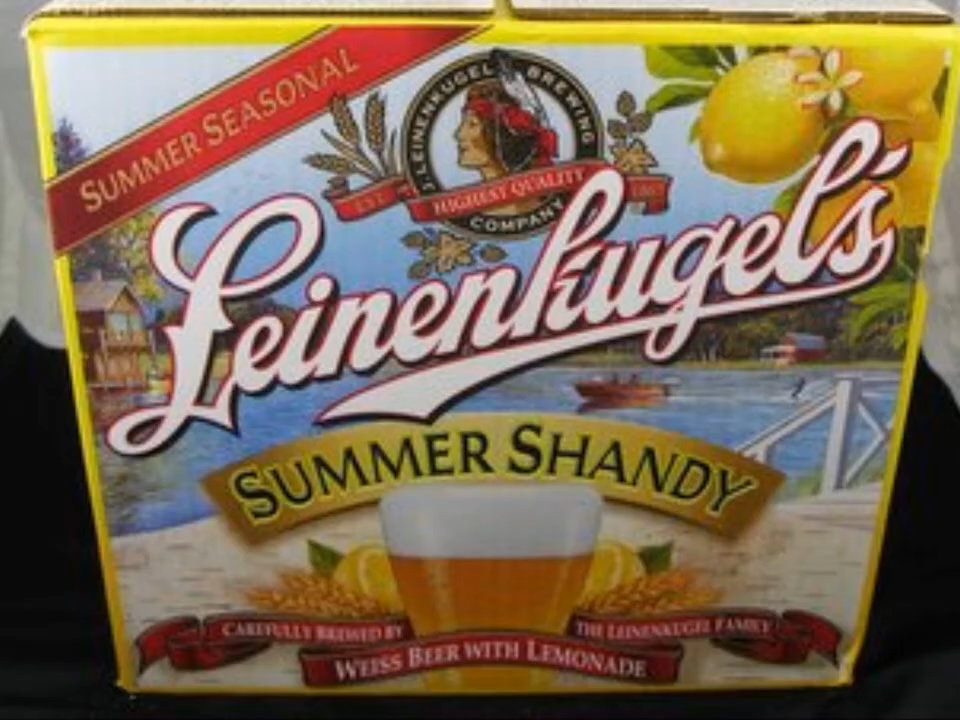 SUMMER SEASONAL
J. LEINENKUGEL BREWING
HIGHEST QUALITY
EST. 1867
COMPANY
Leinenkugel's
SUMMER SHANDY
CAREFULLY BREWED BY THE LEINENKUGEL FAMILY
WEISS BEER WITH LEMONADE